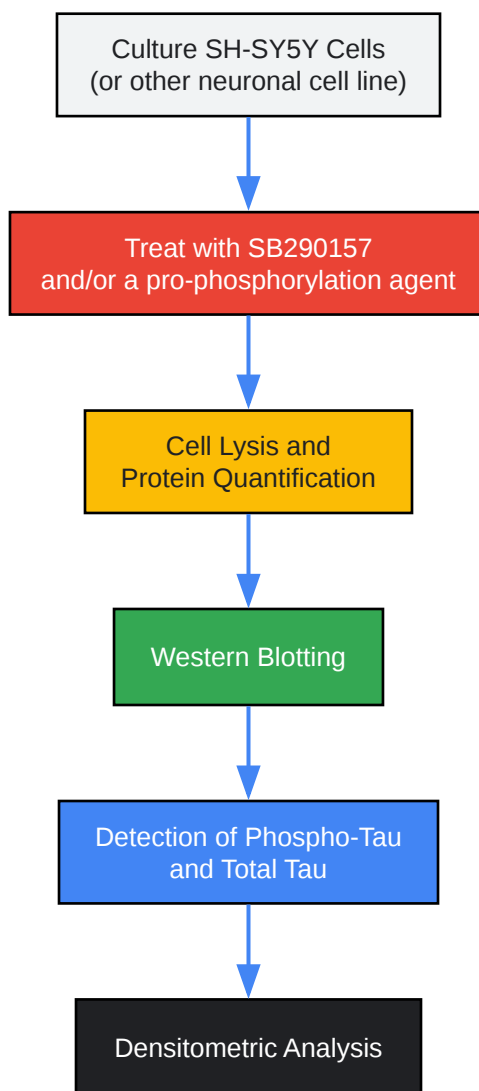 Culture SH-SY5Y Cells
(or other neuronal cell line)
Treat with SB290157
and/or a pro-phosphorylation agent
Cell Lysis and
Protein Quantification
Western Blotting
Detection of Phospho-Tau
and Total Tau
Densitometric Analysis